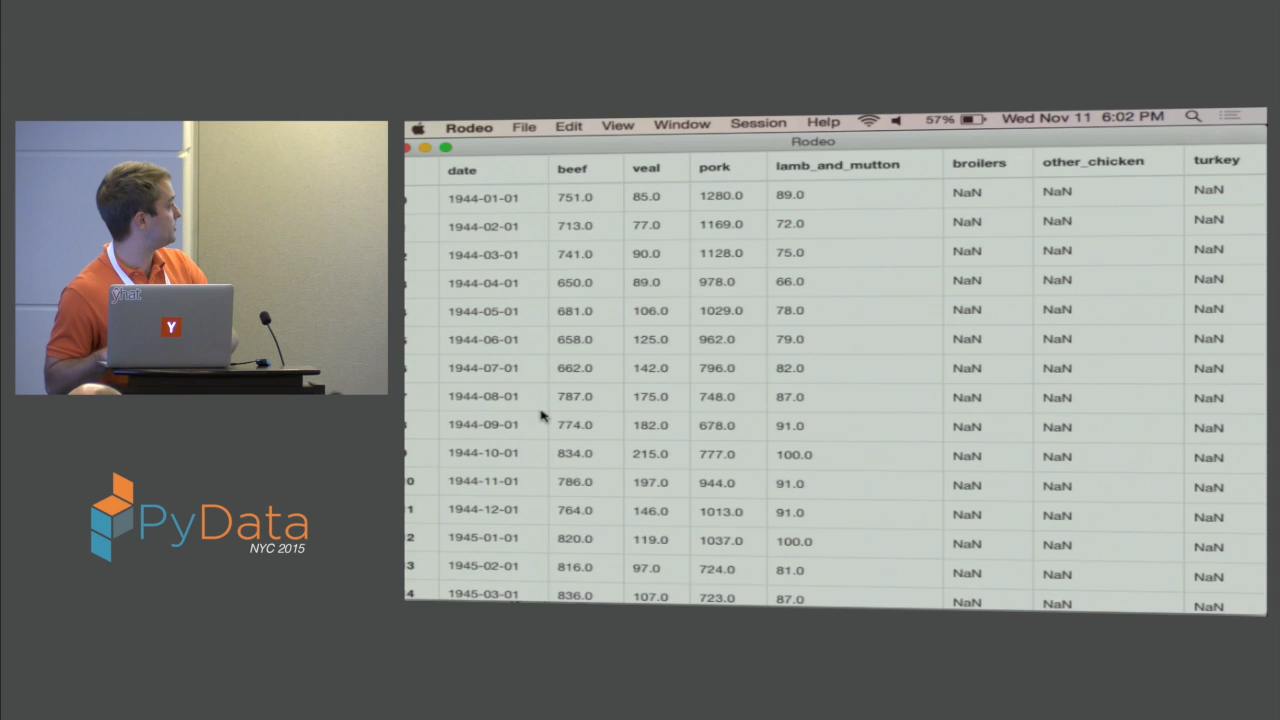 Rodeo File Edit View Window Session Help 57% Wed Nov 11 6:02 PM
Rodeo
date beef veal pork lamb_and_mutton broilers other_chicken turkey
1944-01-01 751.0 85.0 1280.0 89.0 NaN NaN NaN
1944-02-01 713.0 77.0 1169.0 72.0 NaN NaN NaN
1944-03-01 741.0 90.0 1128.0 75.0 NaN NaN NaN
1944-04-01 650.0 89.0 978.0 66.0 NaN NaN NaN
1944-05-01 681.0 106.0 1029.0 78.0 NaN NaN NaN
1944-06-01 658.0 125.0 962.0 79.0 NaN NaN NaN
1944-07-01 662.0 142.0 796.0 82.0 NaN NaN NaN
1944-08-01 787.0 175.0 748.0 87.0 NaN NaN NaN
1944-09-01 774.0 182.0 678.0 91.0 NaN NaN NaN
1944-10-01 834.0 215.0 777.0 100.0 NaN NaN NaN
10 1944-11-01 786.0 197.0 944.0 91.0 NaN NaN NaN
1 1944-12-01 764.0 146.0 1013.0 91.0 NaN NaN NaN
2 1945-01-01 820.0 119.0 1037.0 100.0 NaN NaN NaN
3 1945-02-01 816.0 97.0 724.0 81.0 NaN NaN NaN
4 1945-03-01 836.0 107.0 723.0 87.0 NaN NaN NaN
ŷhat
Y
PyData
NYC 2015